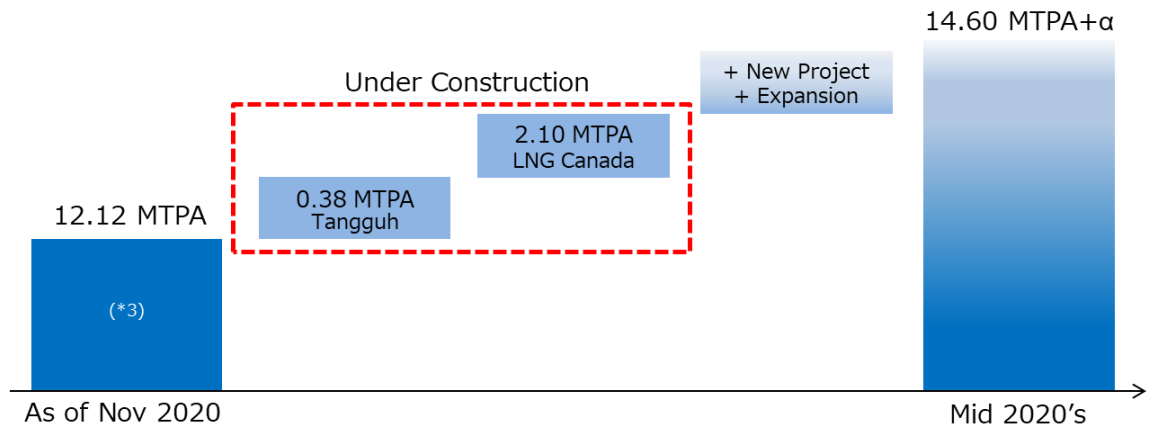 14.60 MTPA+α
Under Construction
+ New Project
+ Expansion
2.10 MTPA
LNG Canada
0.38 MTPA
Tangguh
12.12 MTPA
(*3)
As of Nov 2020
Mid 2020’s